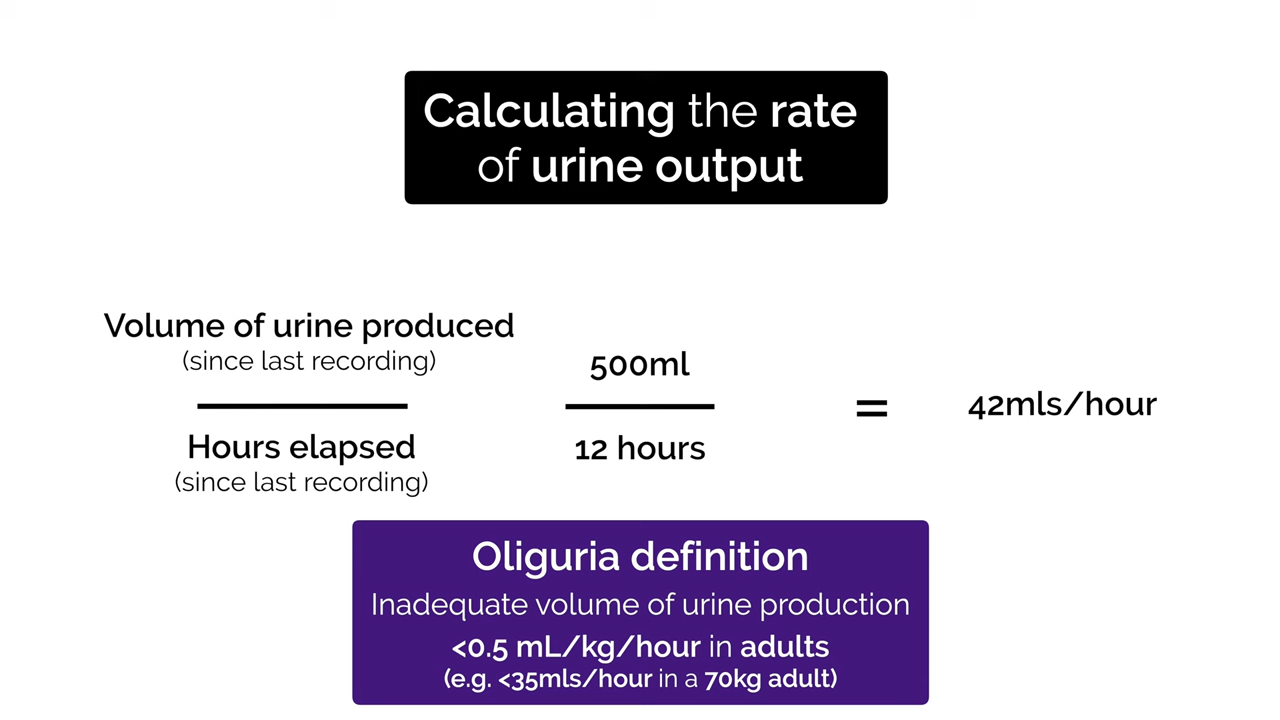 Calculating the rate
of urine output
Volume of urine produced
(since last recording)
Hours elapsed
(since last recording)
500ml
12 hours
=
42mls/hour
Oliguria definition
Inadequate volume of urine production
<0.5 mL/kg/hour in adults
(e.g. <35mls/hour in a 70kg adult)